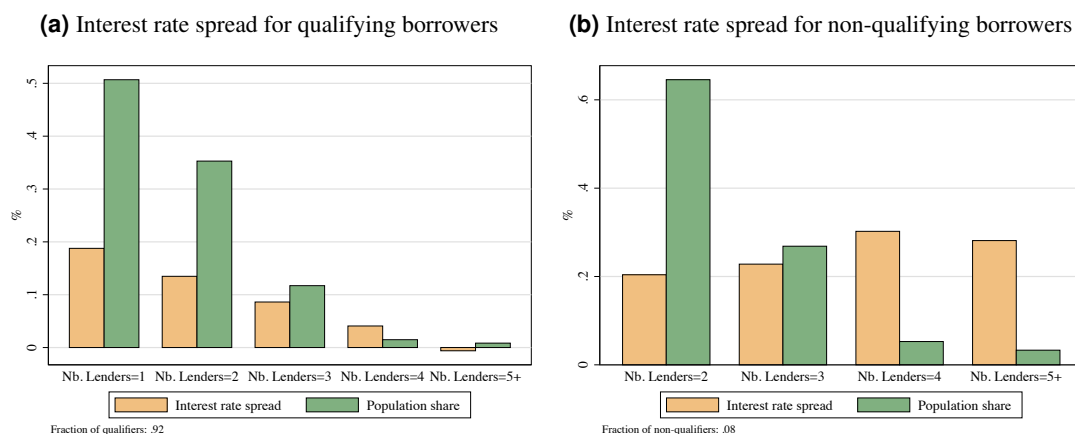 (a) Interest rate spread for qualifying borrowers
.5
.4
.3
.2
.1
0
%
Nb. Lenders=1 Nb. Lenders=2 Nb. Lenders=3 Nb. Lenders=4 Nb. Lenders=5+
Interest rate spread Population share
Fraction of qualifiers: .92
(b) Interest rate spread for non-qualifying borrowers
.6
.4
0.2
0
%
Nb. Lenders=2 Nb. Lenders=3 Nb. Lenders=4 Nb. Lenders=5+
Interest rate spread Population share
Fraction of non-qualifiers: .08